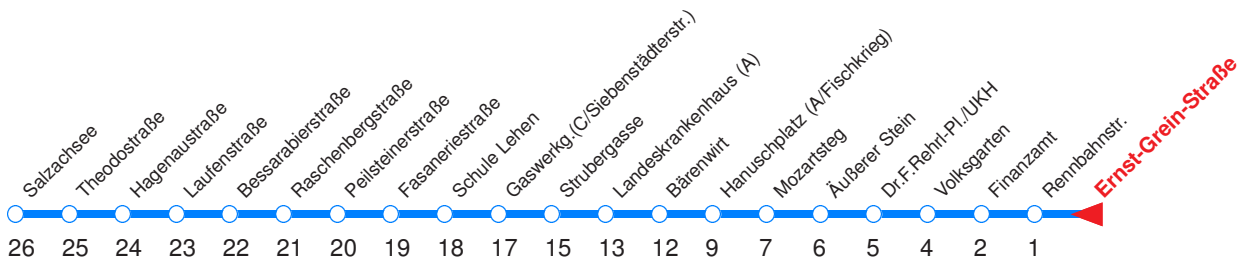 Salzachsee
Theodostraße
Hagenaustraße
Laufenstraße
Bessarabierstraße
Raschenbergstraße
Peilsteinerstraße
Fasaneriestraße
Schule Lehen
Gaswerkg.(C/Siebenstädterstr.)
Strubergasse
Landeskrankenhaus (A)
Bärenwirt
Hanuschplatz (A/Fischkrieg)
Mozartsteg
Äußerer Stein
Dr.F.Rehrl-Pl./UKH
Volksgarten
Finanzamt
Rennbahnstr.
Ernst-Grein-Straße
26 25 24 23 22 21 20 19 18 17 15 13 12 9 7 6 5 4 2 1